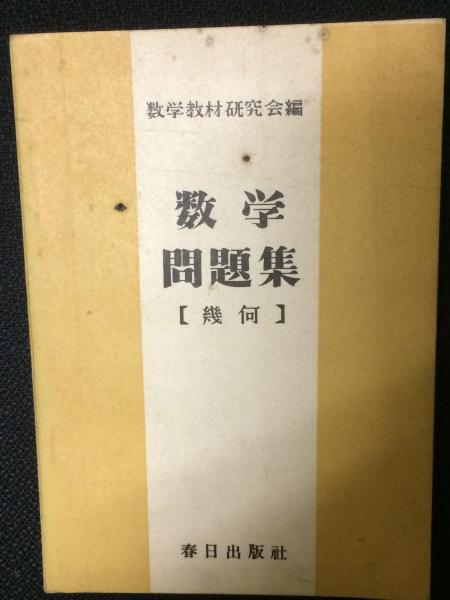 数学教材研究会編
数学
問題集
【幾何】
春日出版社